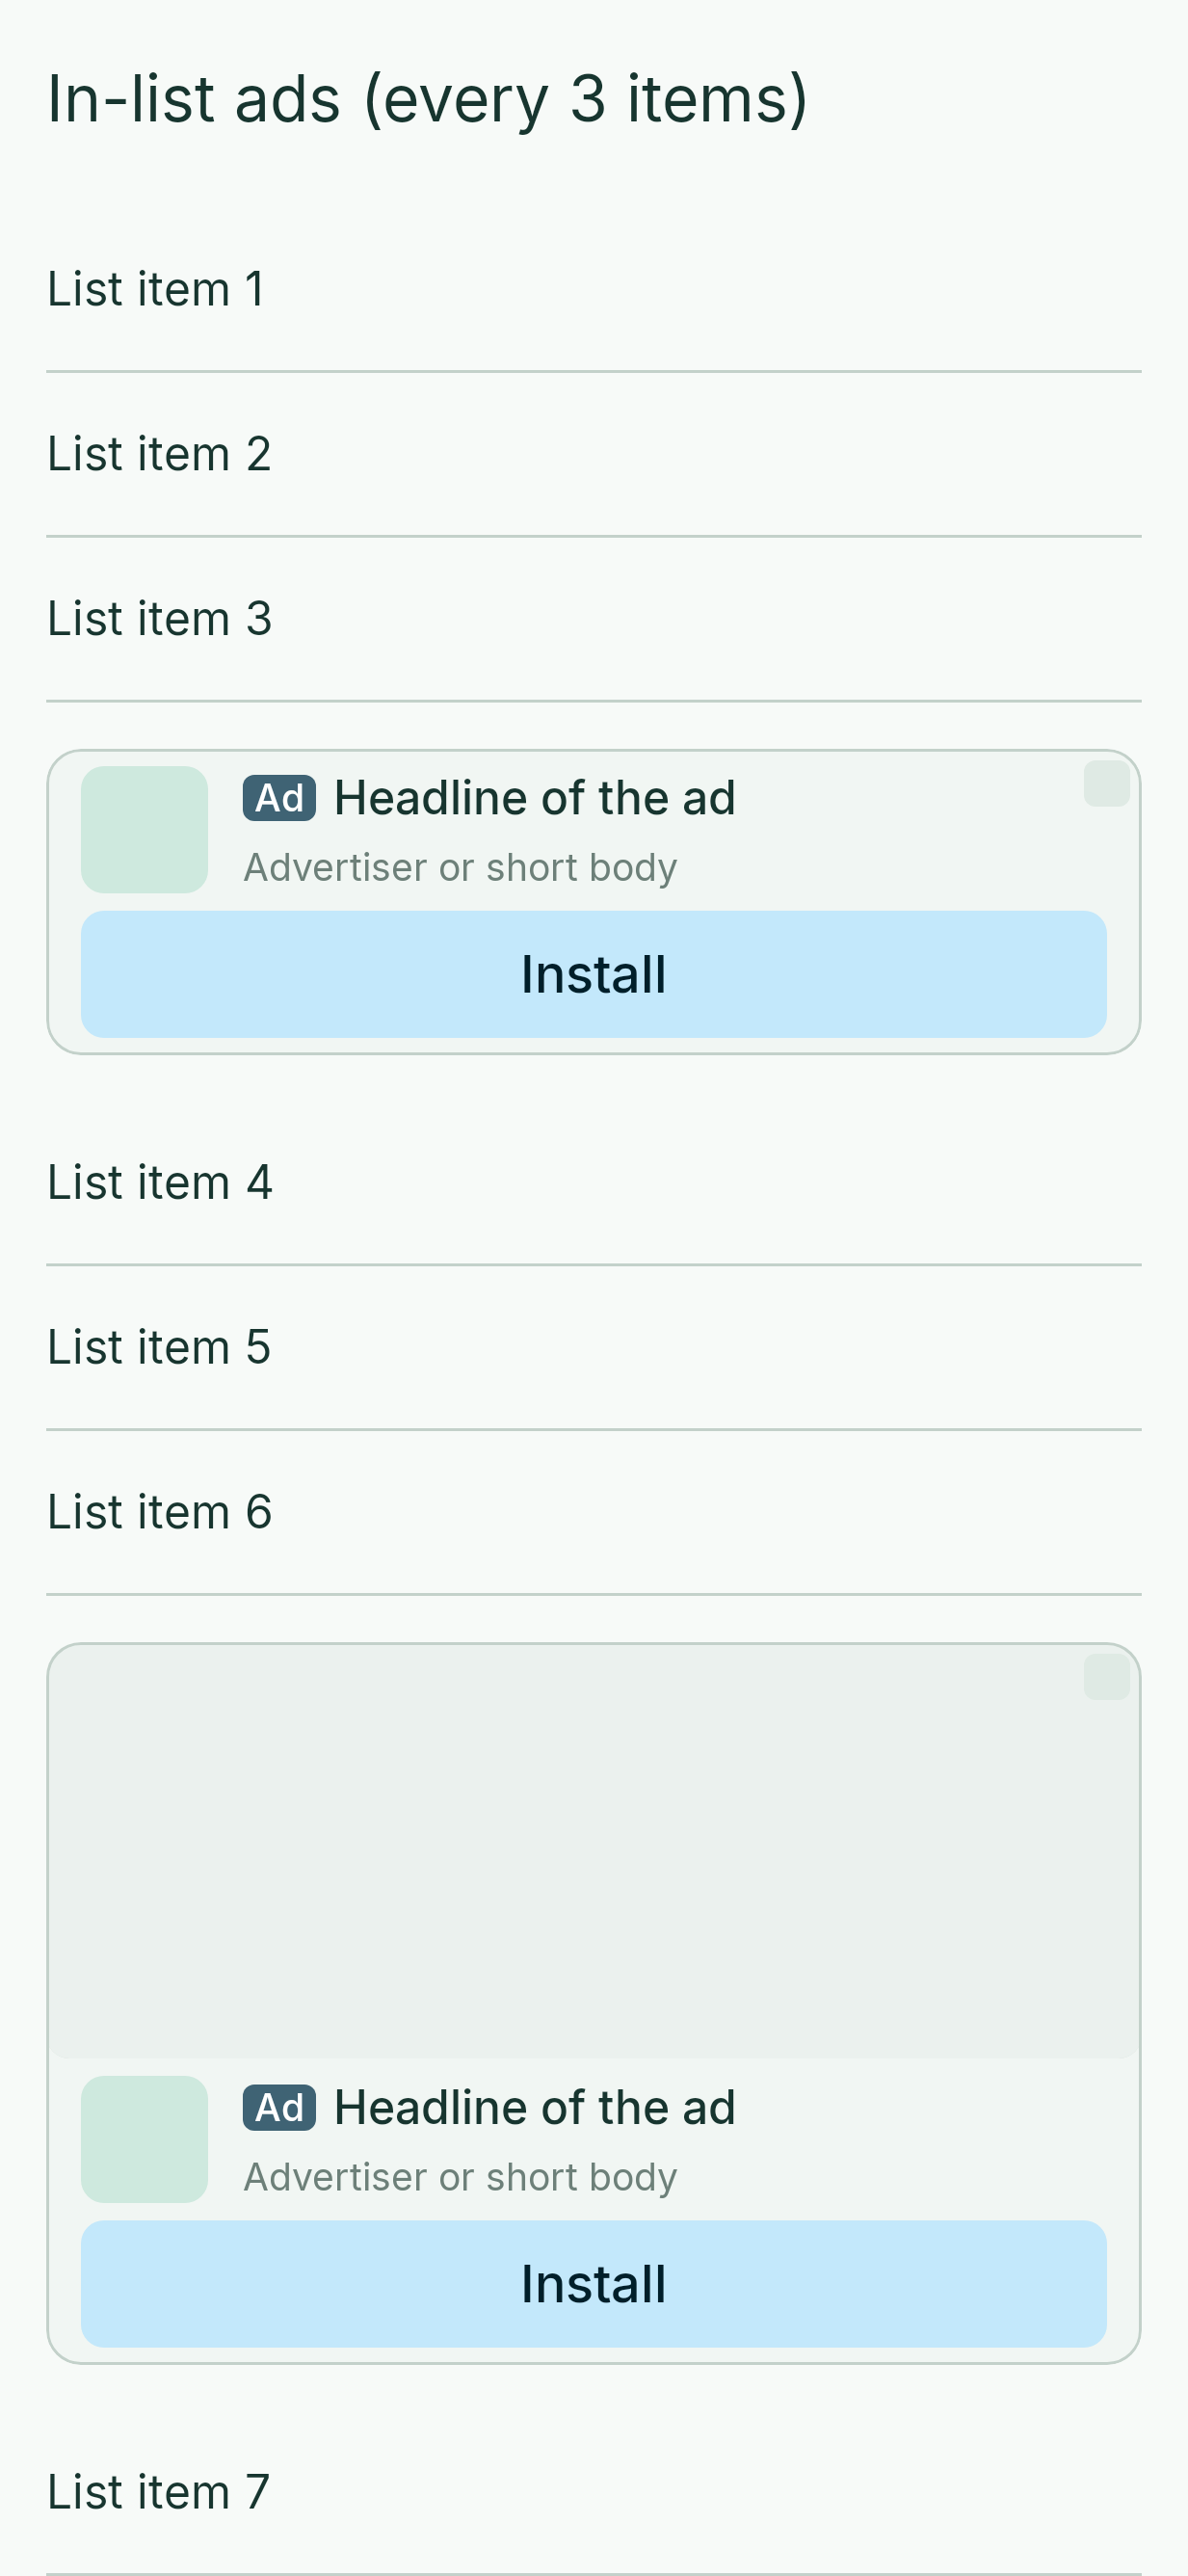 In-list ads (every 3 items)
List item 1
List item 2
List item 3
Ad Headline of the ad
Advertiser or short body
Install
List item 4
List item 5
List item 6
Ad Headline of the ad
Advertiser or short body
Install
List item 7